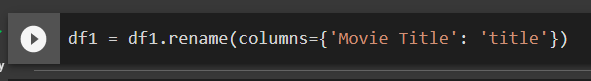 df1 = df1.rename(columns={'Movie Title': 'title'})
y